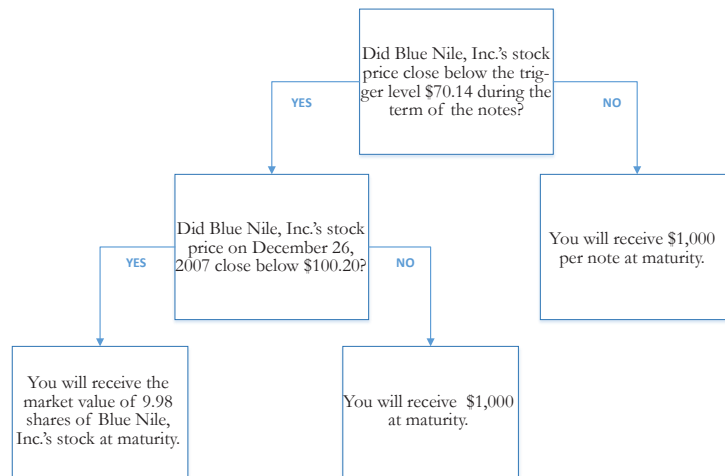 Did Blue Nile, Inc.'s stock
price close below the trig-
ger level $70.14 during the
term of the notes?
YES
NO
Did Blue Nile, Inc.'s stock
price on December 26,
2007 close below $100.20?
You will receive $1,000
per note at maturity.
YES
NO
You will receive the
market value of 9.98
shares of Blue Nile,
Inc.'s stock at maturity.
You will receive $1,000
at maturity.